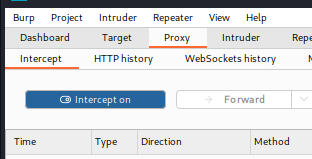 Burp Project Intruder Repeater View Help
Dashboard Target Proxy Intruder
Intercept HTTP history WebSockets history
Intercept on Forward
Time Type Direction Method